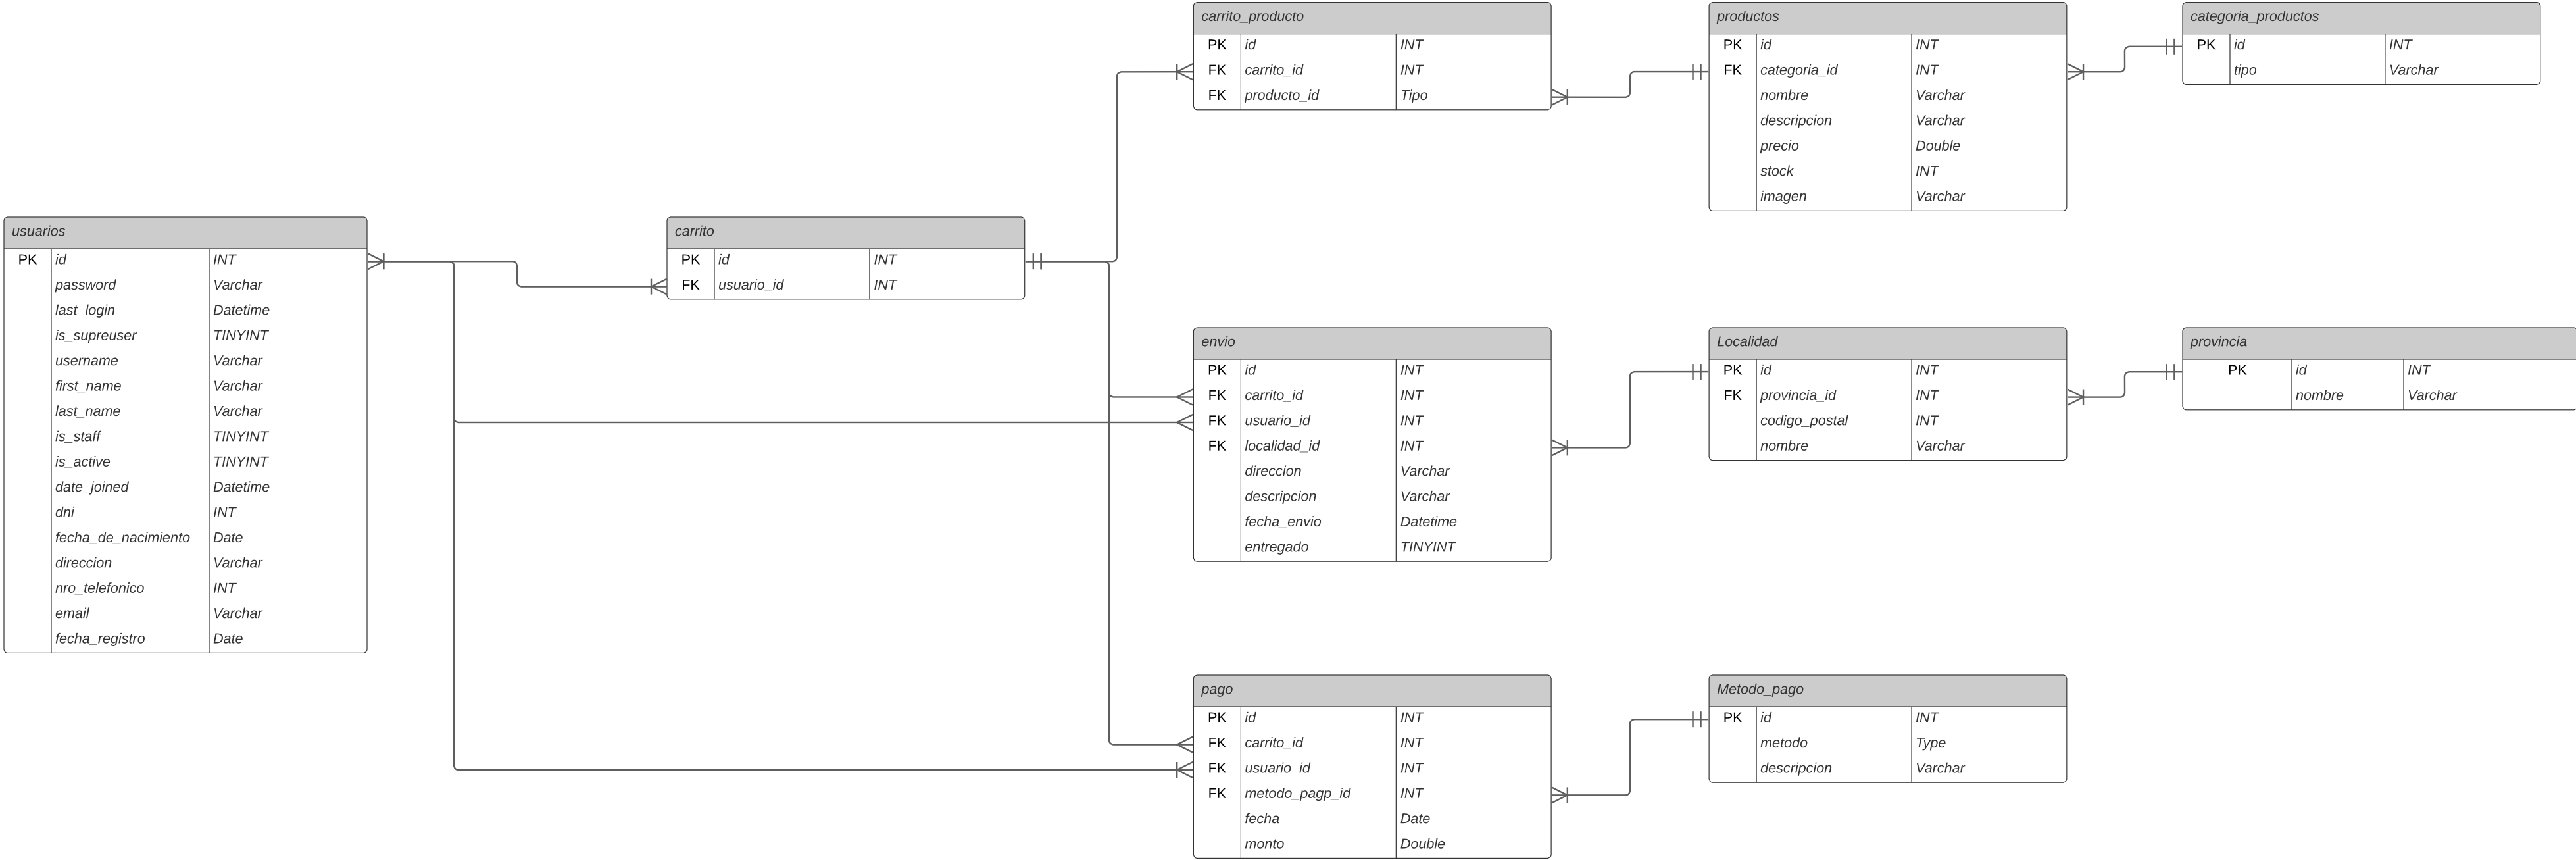 carrito_producto
PK id INT
FK carrito_id INT
FK producto_id Tipo
productos
PK id INT
FK categoria_id INT
nombre Varchar
descripcion Varchar
precio Double
stock INT
imagen Varchar
categoria_productos
PK id INT
tipo Varchar
usuarios
PK id INT
password Varchar
last_login Datetime
is_supreuser TINYINT
username Varchar
first_name Varchar
last_name Varchar
is_staff TINYINT
is_active TINYINT
date_joined Datetime
dni INT
fecha_de_nacimiento Date
direccion Varchar
nro_telefonico INT
email Varchar
fecha_registro Date
carrito
PK id INT
FK usuario_id INT
envio
PK id INT
FK carrito_id INT
FK usuario_id INT
FK localidad_id INT
direccion Varchar
descripcion Varchar
fecha_envio Datetime
entregado TINYINT
Localidad
PK id INT
FK provincia_id INT
codigo_postal INT
nombre Varchar
provincia
PK id INT
nombre Varchar
pago
PK id INT
FK carrito_id INT
FK usuario_id INT
FK metodo_pagp_id INT
fecha Date
monto Double
Metodo_pago
PK id INT
metodo Type
descripcion Varchar